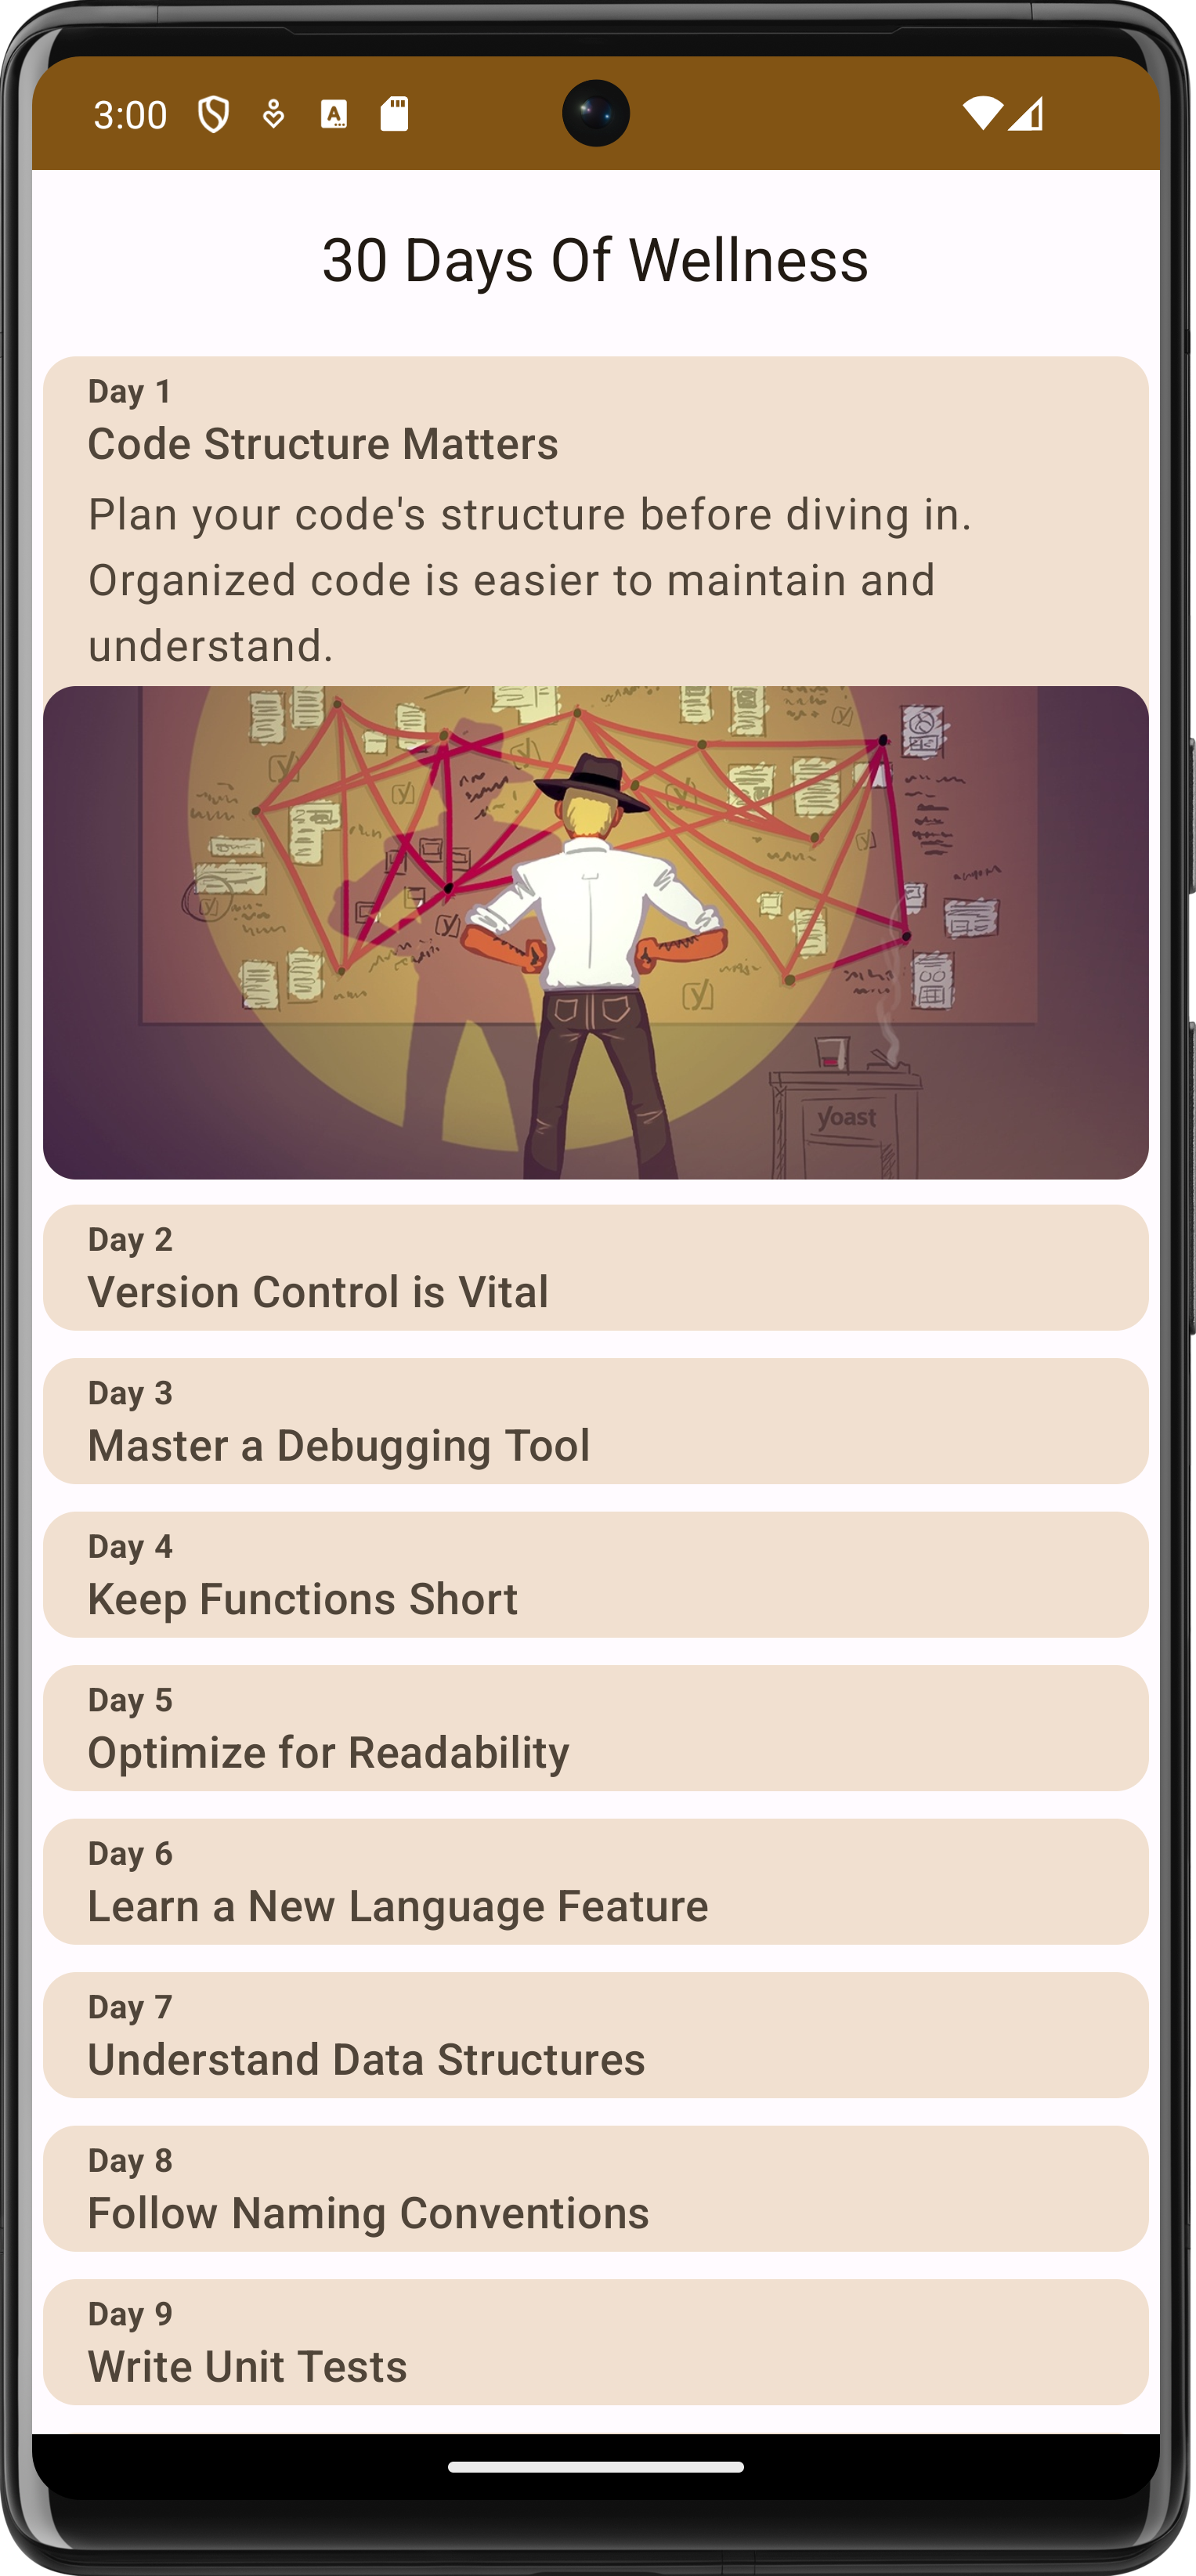 3:00
30 Days Of Wellness
Day 1
Code Structure Matters
Plan your code's structure before diving in.
Organized code is easier to maintain and
understand.
yoast
Day 2
Version Control is Vital
Day 3
Master a Debugging Tool
Day 4
Keep Functions Short
Day 5
Optimize for Readability
Day 6
Learn a New Language Feature
Day 7
Understand Data Structures
Day 8
Follow Naming Conventions
Day 9
Write Unit Tests